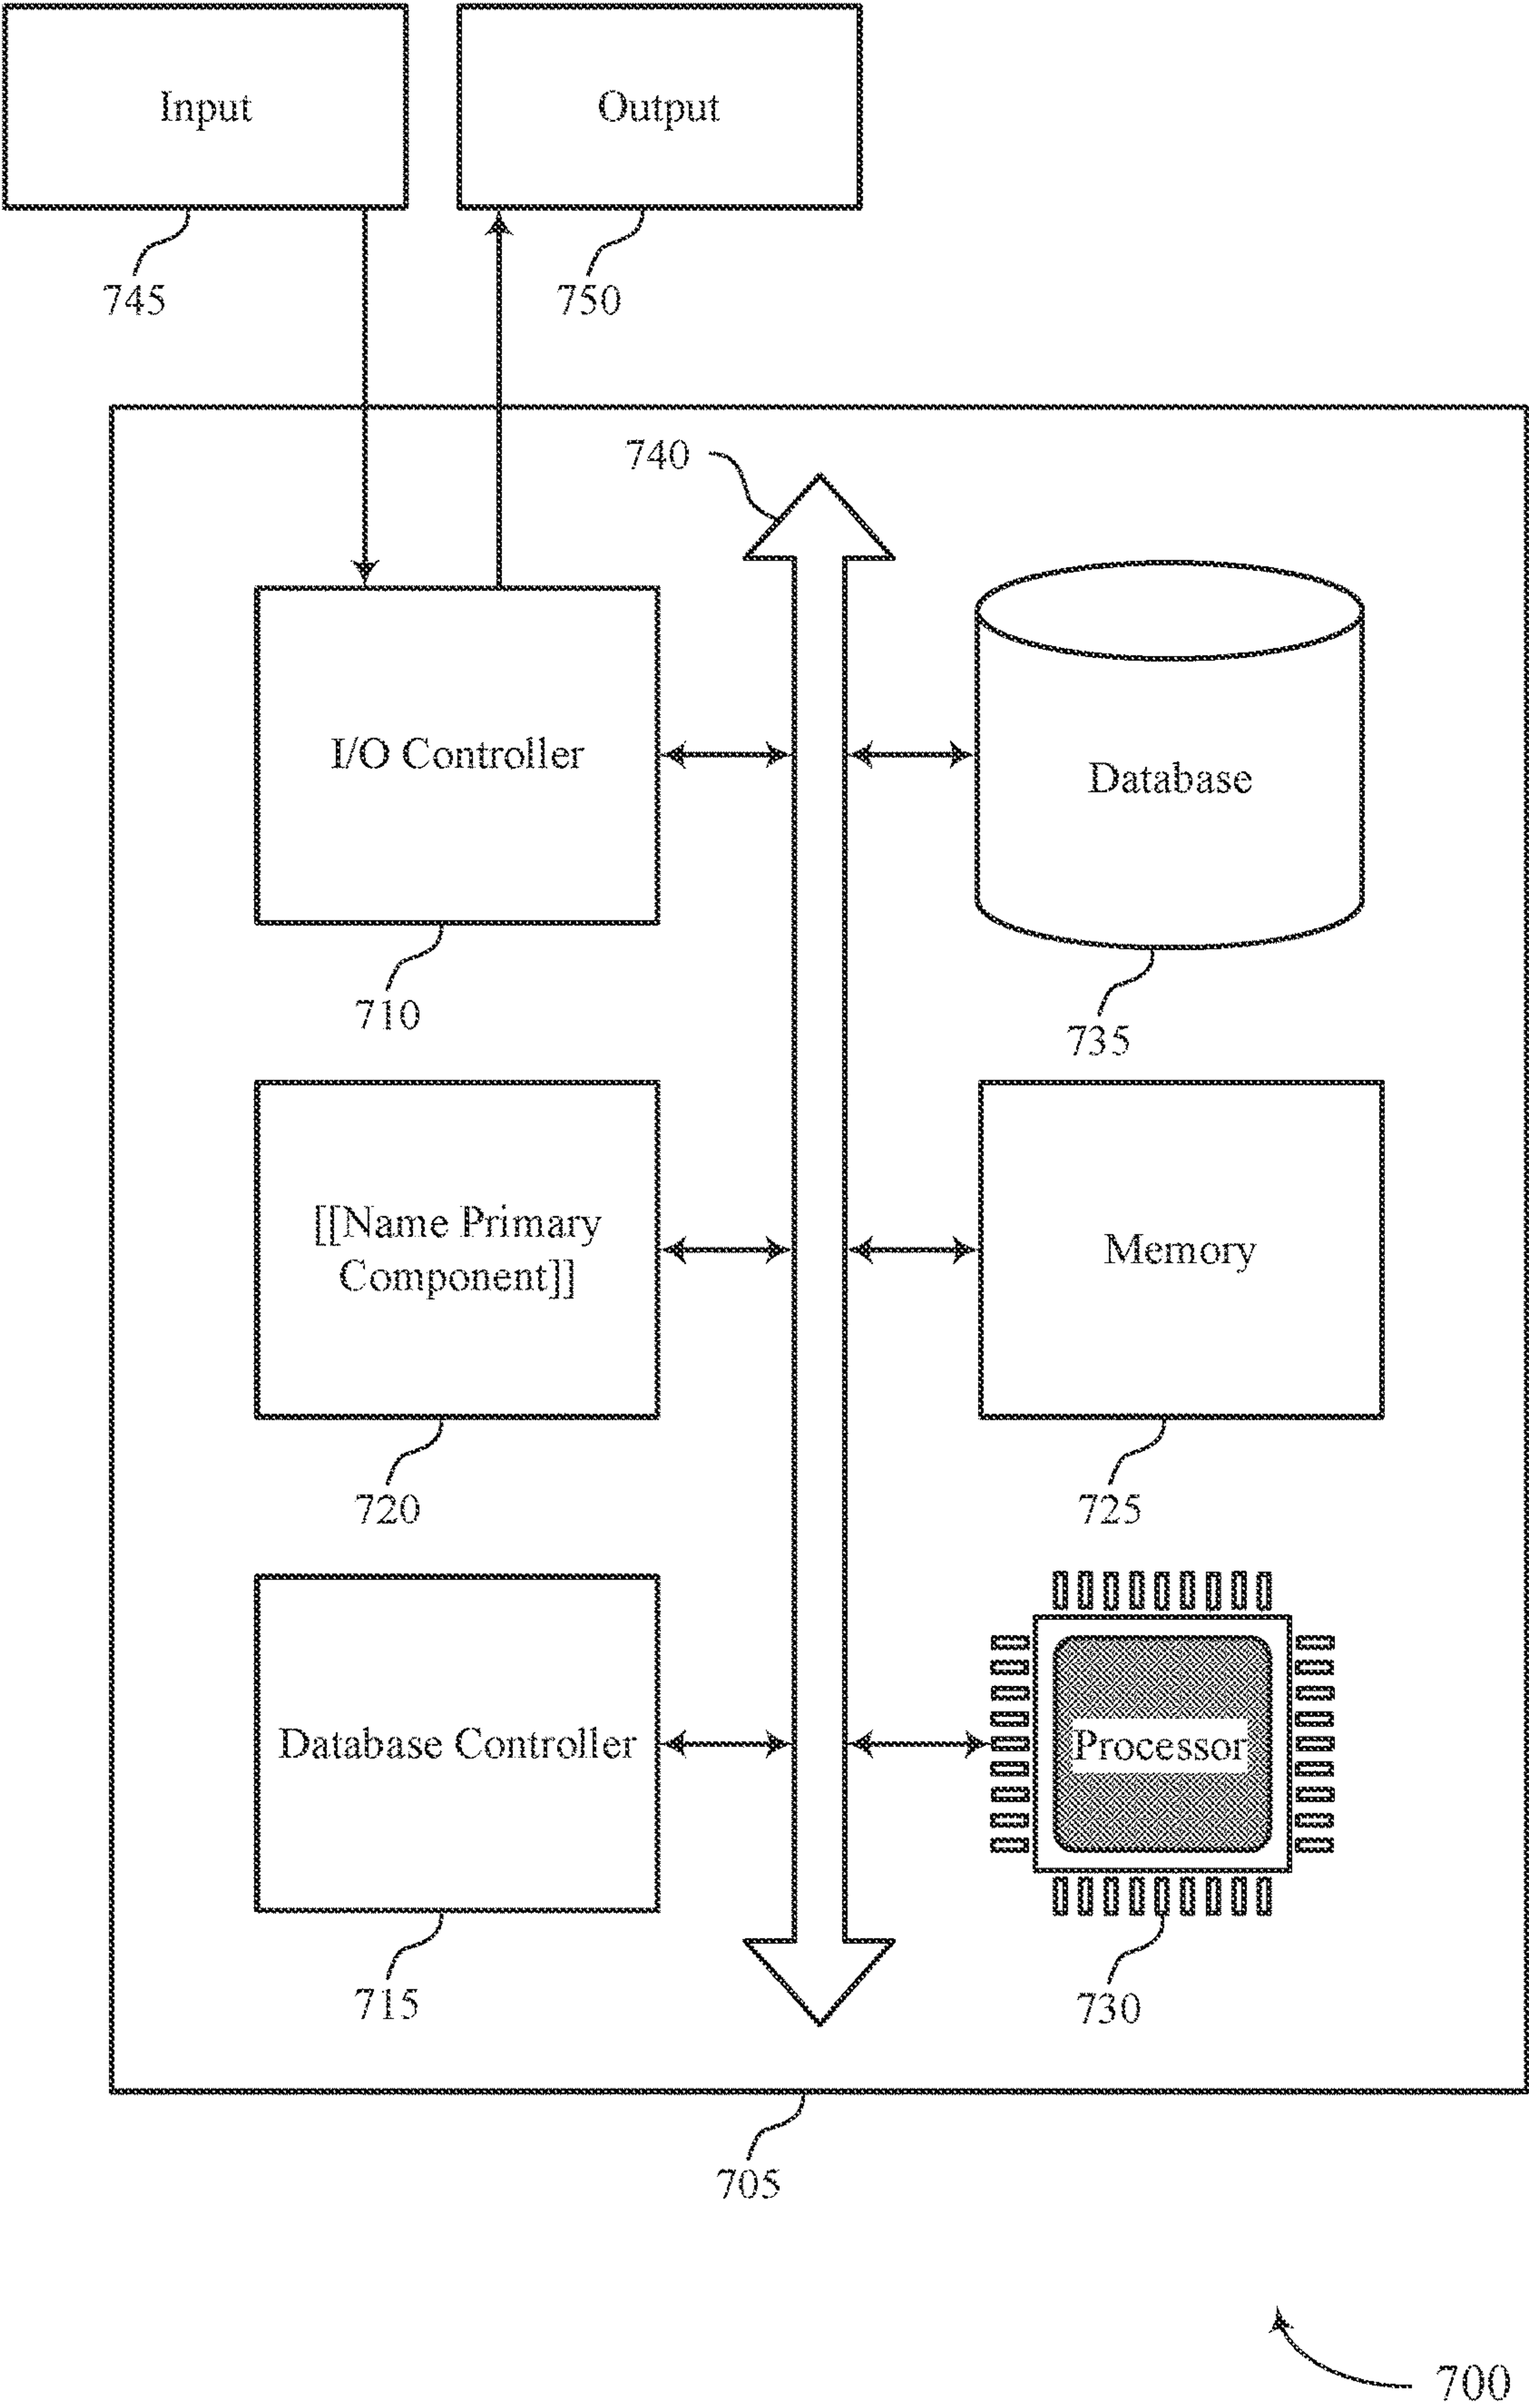 Input
Output
745
750
740
I/O Controller
Database
710
735
[[Name Primary
Component]]
Memory
720
725
Database Controller
Processor
715
730
705
700